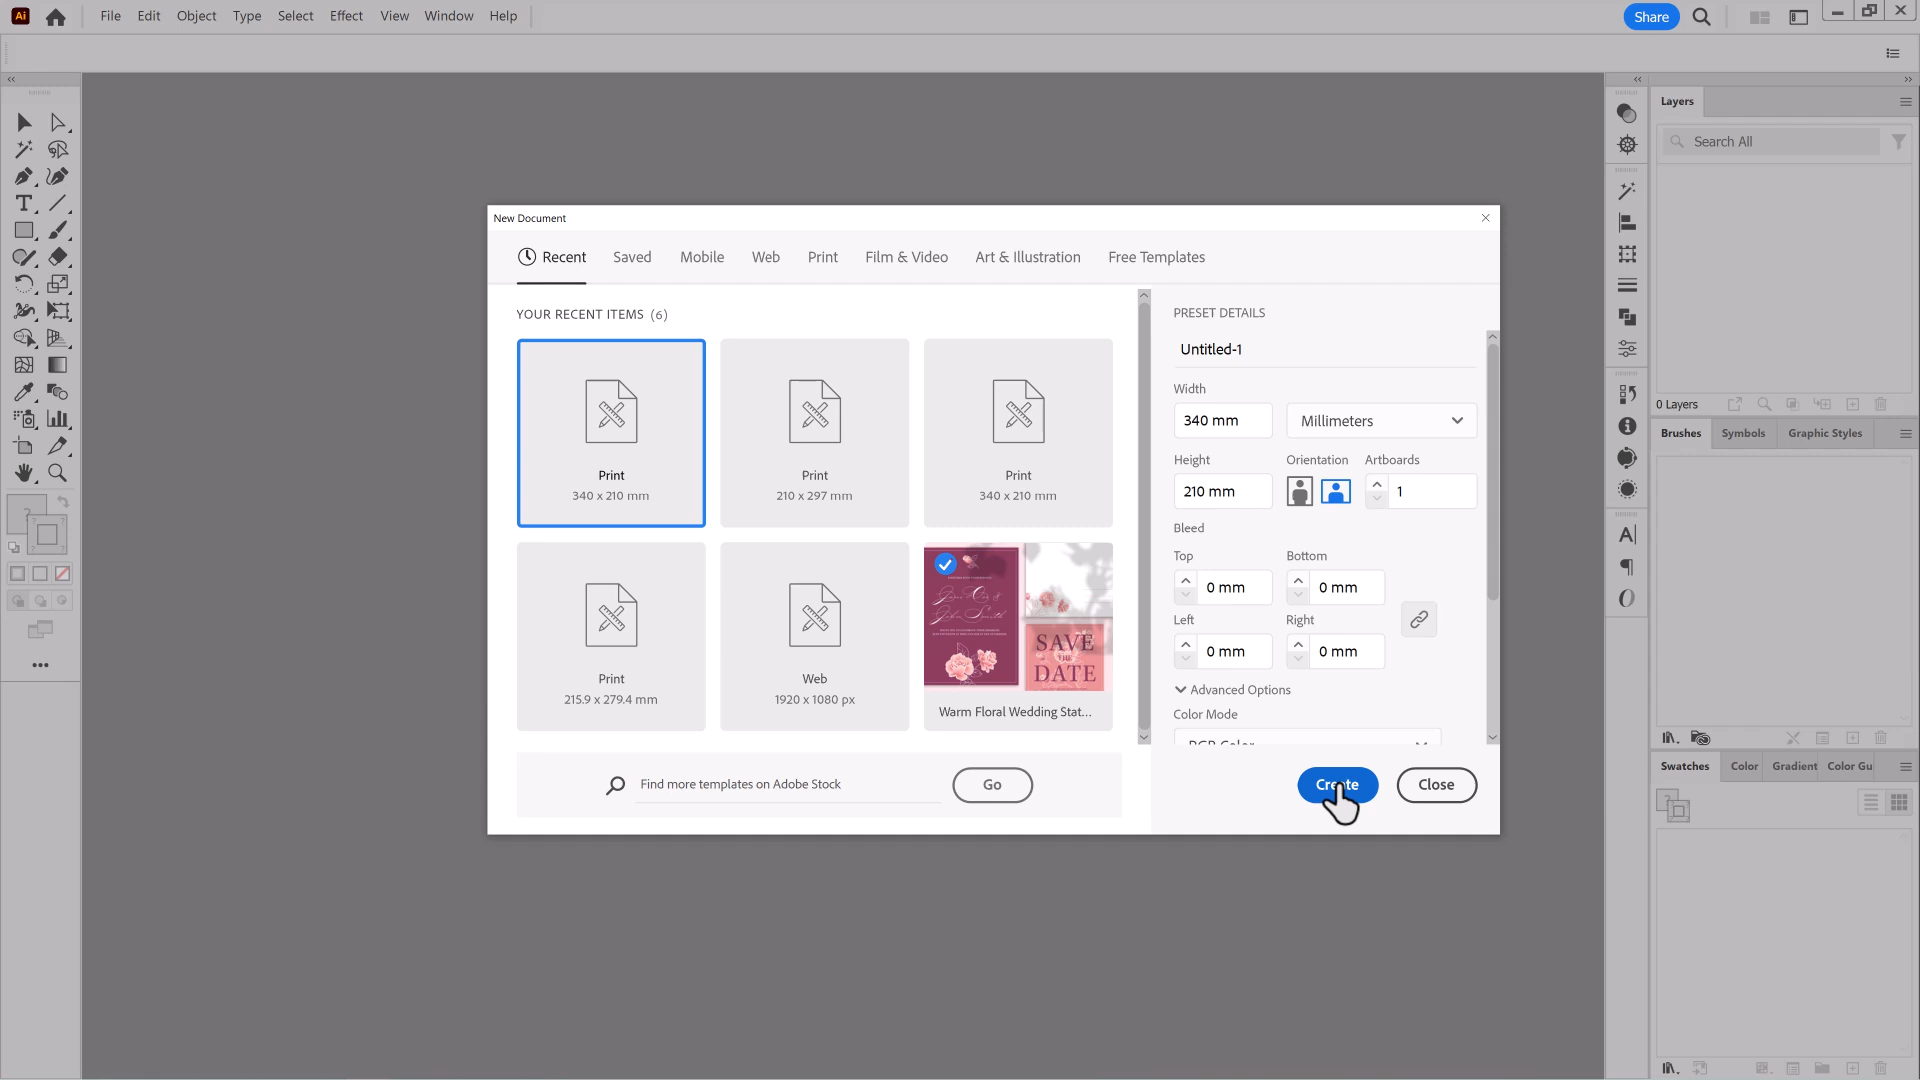 Ai File Edit Object Type Select Effect View Window Help Share
Layers
Search All
0 Layers
Brushes Symbols Graphic Styles
Swatches Color Gradient Color Gu
New Document
Recent Saved Mobile Web Print Film & Video Art & Illustration Free Templates
YOUR RECENT ITEMS (6)
Print
340 x 210 mm
Print
210 x 297 mm
Print
340 x 210 mm
Print
215.9 x 279.4 mm
Web
1920 x 1080 px
SAVE
THE
DATE
Warm Floral Wedding Stat...
Find more templates on Adobe Stock Go
PRESET DETAILS
Untitled-1
Width
340 mm Millimeters
Height Orientation Artboards
210 mm 1
Bleed
Top Bottom
0 mm 0 mm
Left Right
0 mm 0 mm
Advanced Options
Color Mode
RGB Color
Create Close